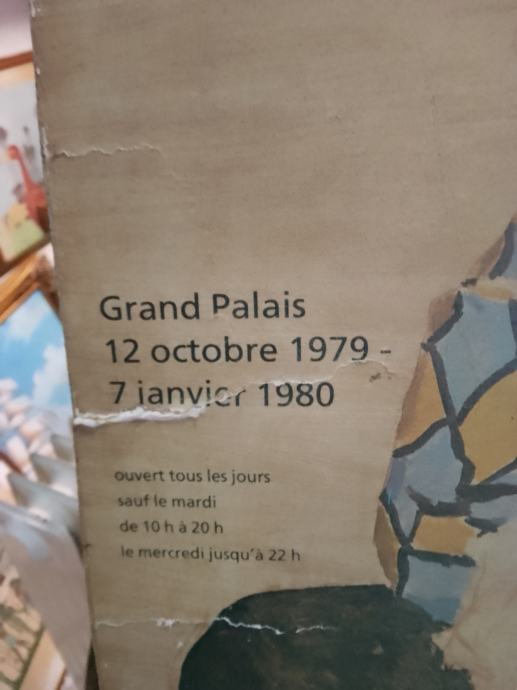 Grand Palais
12 octobre 1979 -
7 janvier 1980
ouvert tous les jours
sauf le mardi
de 10 h à 20 h
le mercredi jusqu'à 22 h